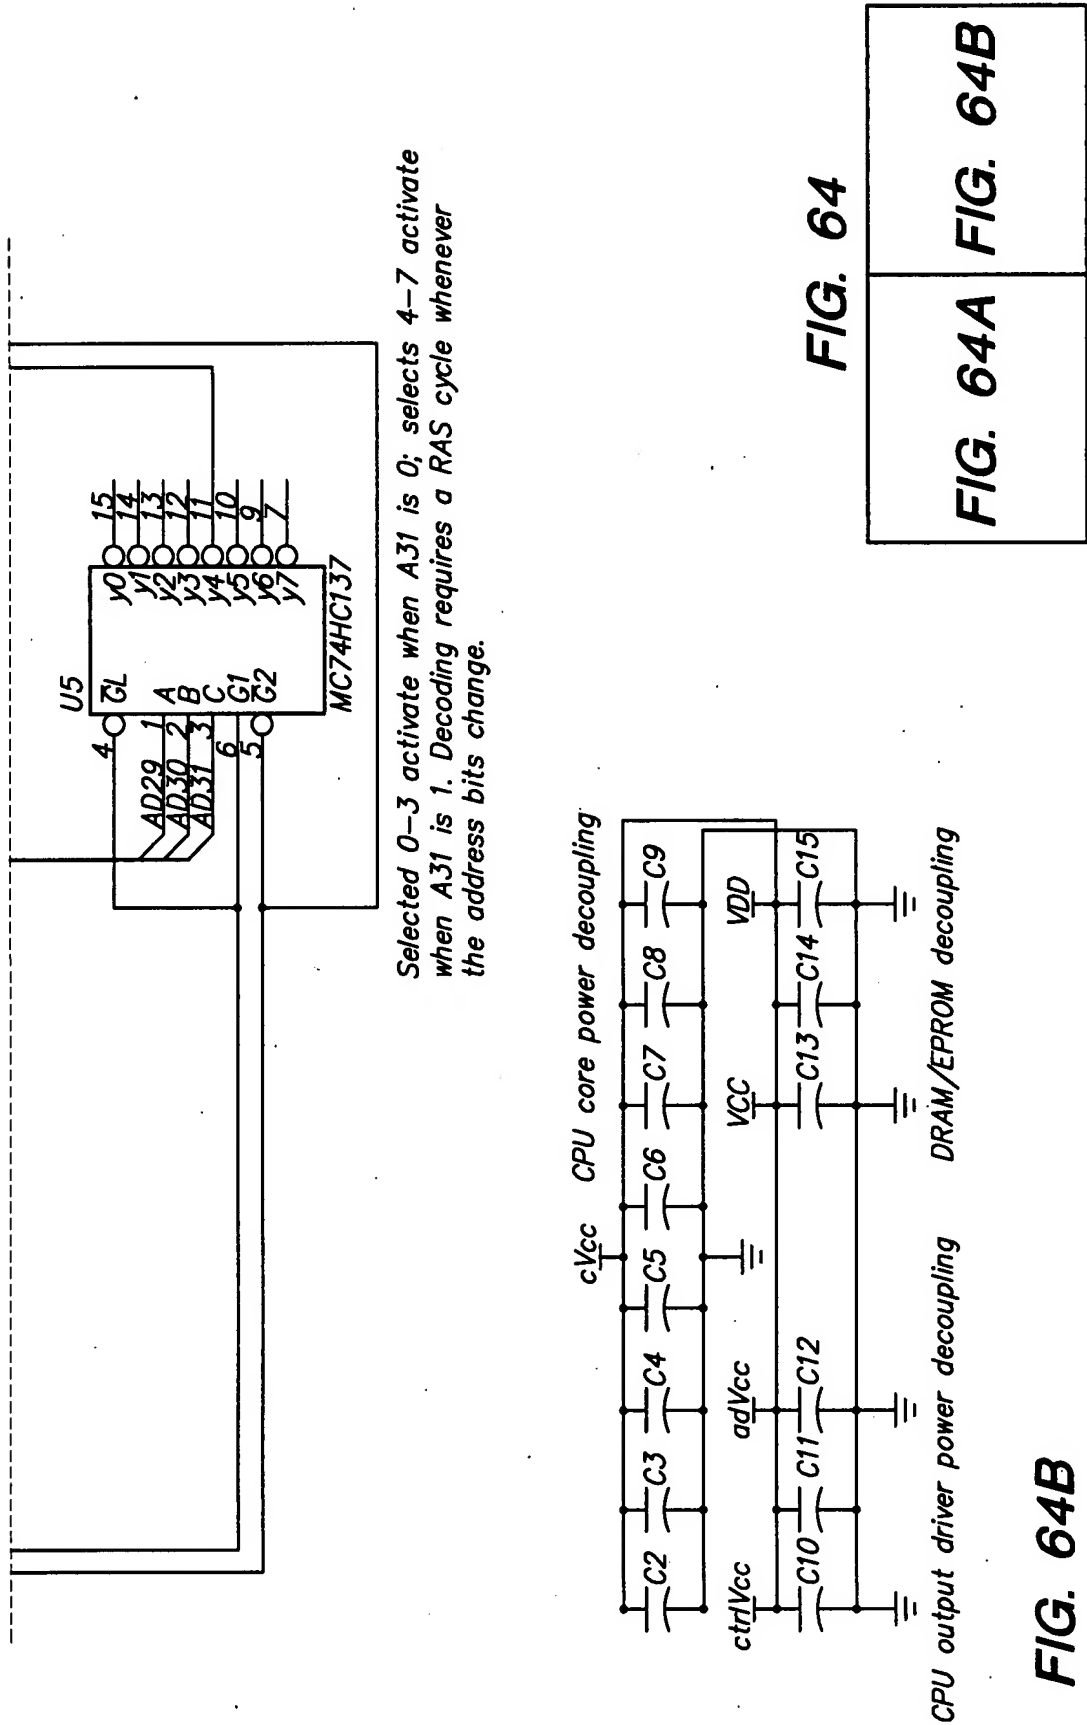 U5
4
GL
AD29
1
A
AD30
2
B
AD31
3
C
6
G1
5
G2
y0
15
y1
14
y2
13
y3
12
y4
11
y5
10
y6
9
y7
7
MC74HC137
Selected 0-3 activate when A31 is 0; selects 4-7 activate
when A31 is 1. Decoding requires a RAS cycle whenever
the address bits change.
cVcc
CPU core power decoupling
C2
C3
C4
C5
C6
C7
C8
C9
ctrlVcc
adVcc
VCC
VDD
C10
C11
C12
C13
C14
C15
CPU output driver power decoupling
DRAM/EPROM decoupling
FIG. 64B
FIG. 64
FIG. 64A
FIG. 64B